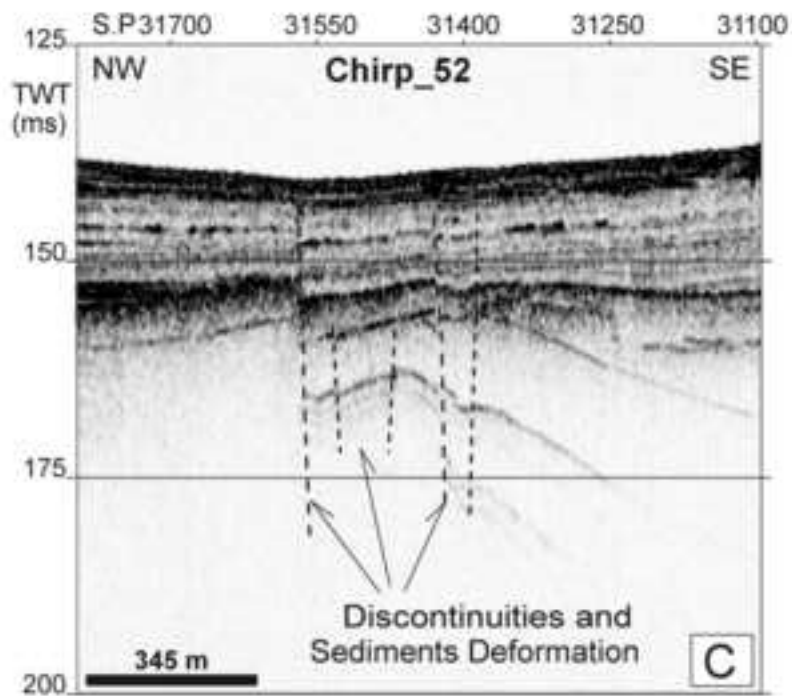 S.P31700 31550 31400 31250 31100
125
NW Chirp_52 SE
TWT
(ms)
150
175
Discontinuities and
Sediments Deformation
345 m
C
200